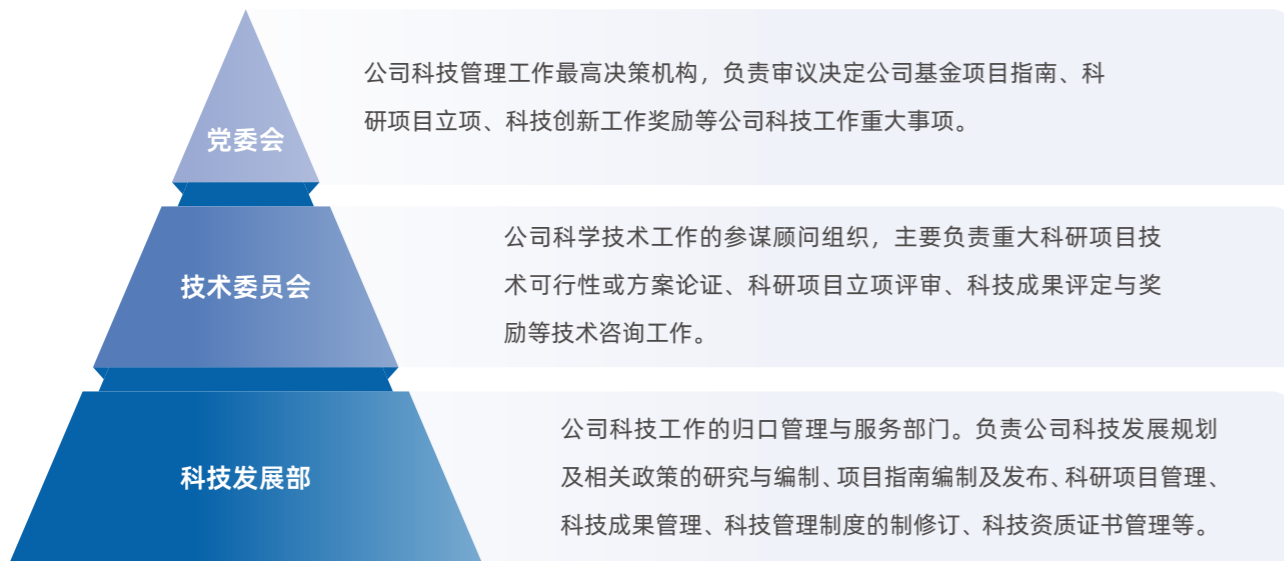 公司科技管理工作最高决策机构，负责审议决定公司基金项目指南、科
研项目立项、科技创新工作奖励等公司科技工作重大事项。
党委会
公司科学技术工作的参谋顾问组织，主要负责重大科研项目技
术可行性或方案论证、科研项目立项评审、科技成果评定与奖
励等技术咨询工作。
技术委员会
公司科技工作的归口管理与服务部门。负责公司科技发展规划
及相关政策的研究与编制、项目指南编制及发布、科研项目管理、
科技成果管理、科技管理制度的制修订、科技资质证书管理等。
科技发展部